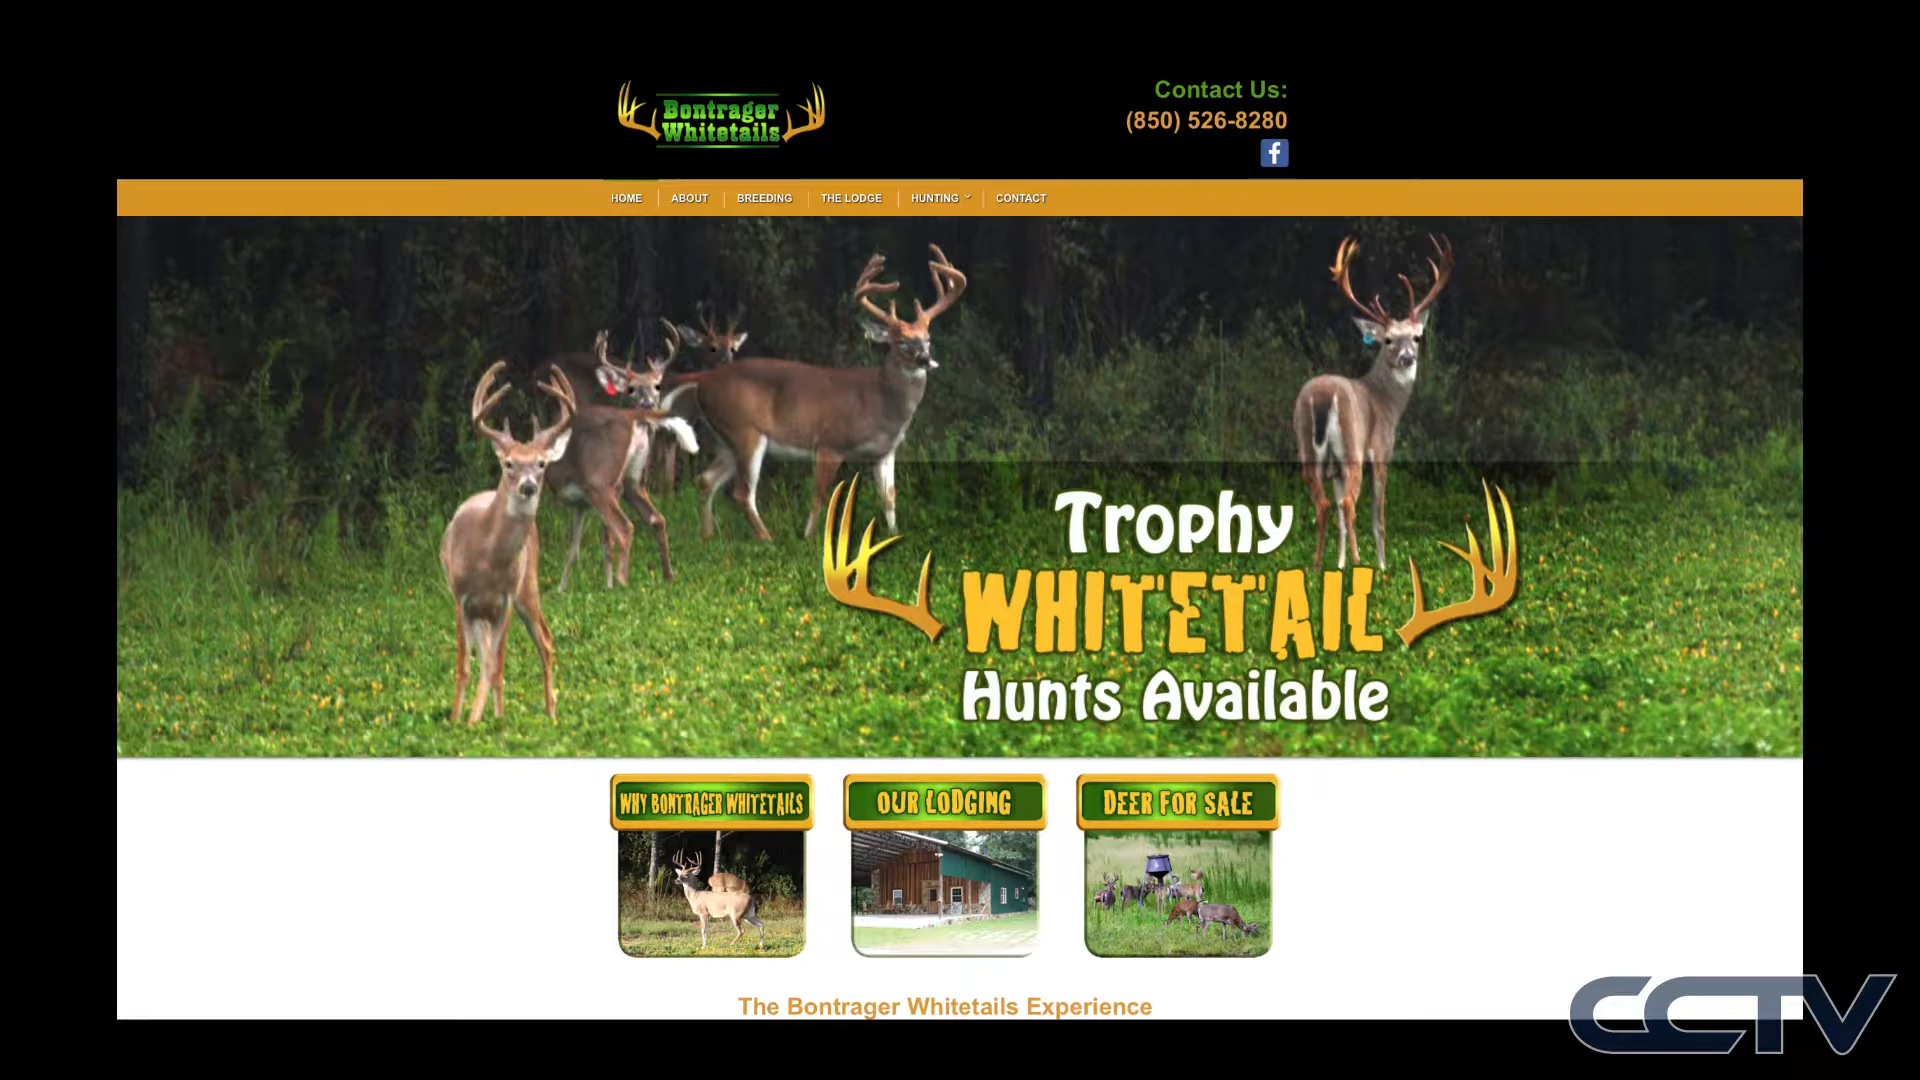 Bontrager
Whitetails
Contact Us:
(850) 526-8280
f
HOME
ABOUT
BREEDING
THE LODGE
HUNTING
CONTACT
Trophy
WHITETAIL
Hunts Available
WHY BONTRAGER WHITETAILS
OUR LODGING
DEER FOR SALE
The Bontrager Whitetails Experience
CCTV